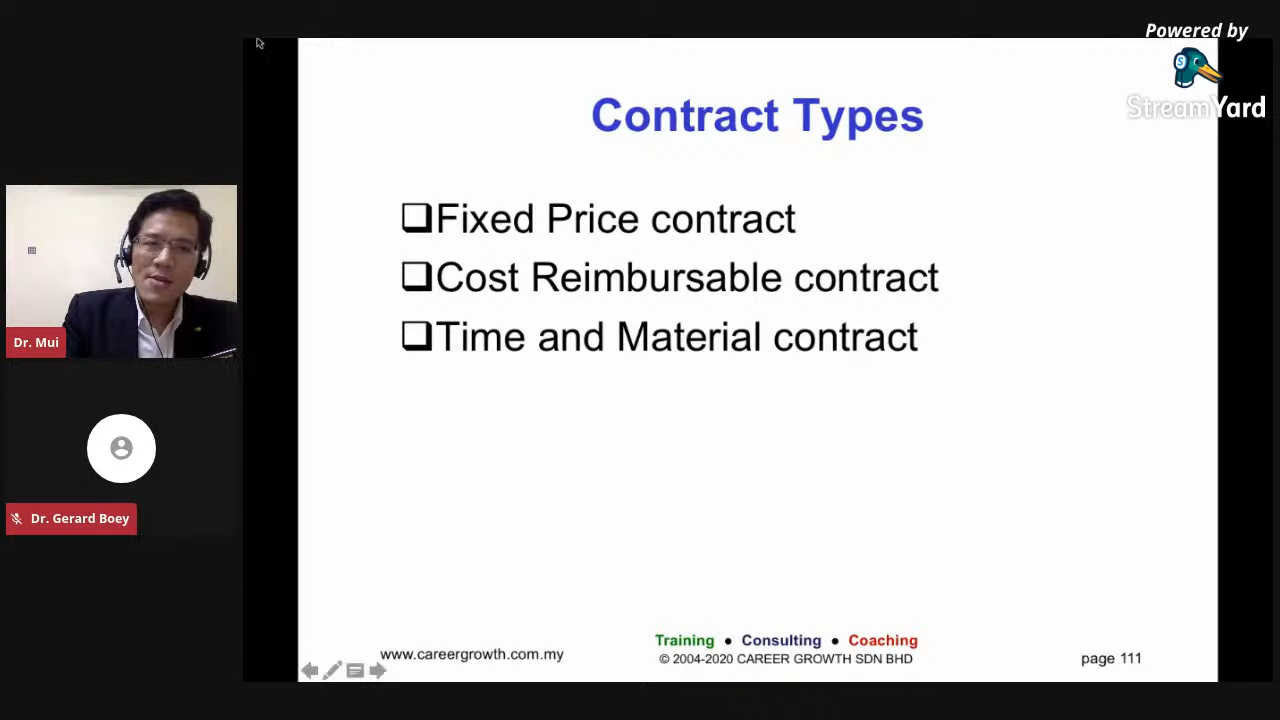 Powered by
StreamYard
Contract Types
Fixed Price contract
Cost Reimbursable contract
Time and Material contract
Dr. Mui
Dr. Gerard Boey
www.careergrowth.com.my
Training ● Consulting ● Coaching
© 2004-2020 CAREER GROWTH SDN BHD
page 111